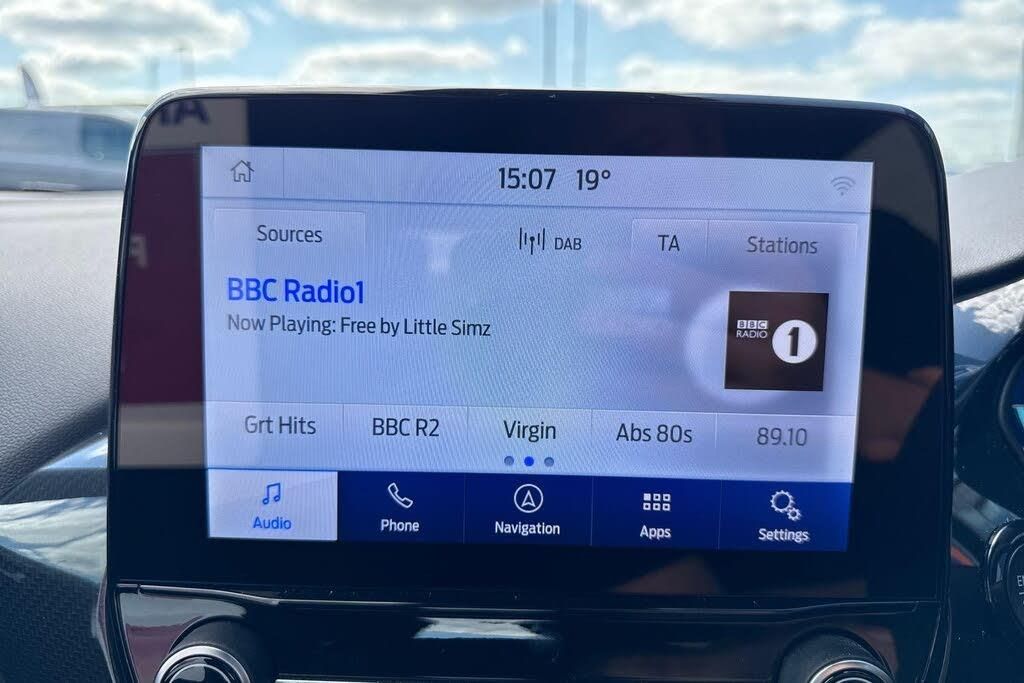 15:07 19°
Sources
DAB
TA
Stations
BBC Radio1
Now Playing: Free by Little Simz
BBC
RADIO
1
Grt Hits
BBC R2
Virgin
Abs 80s
89.10
Audio
Phone
Navigation
Apps
Settings